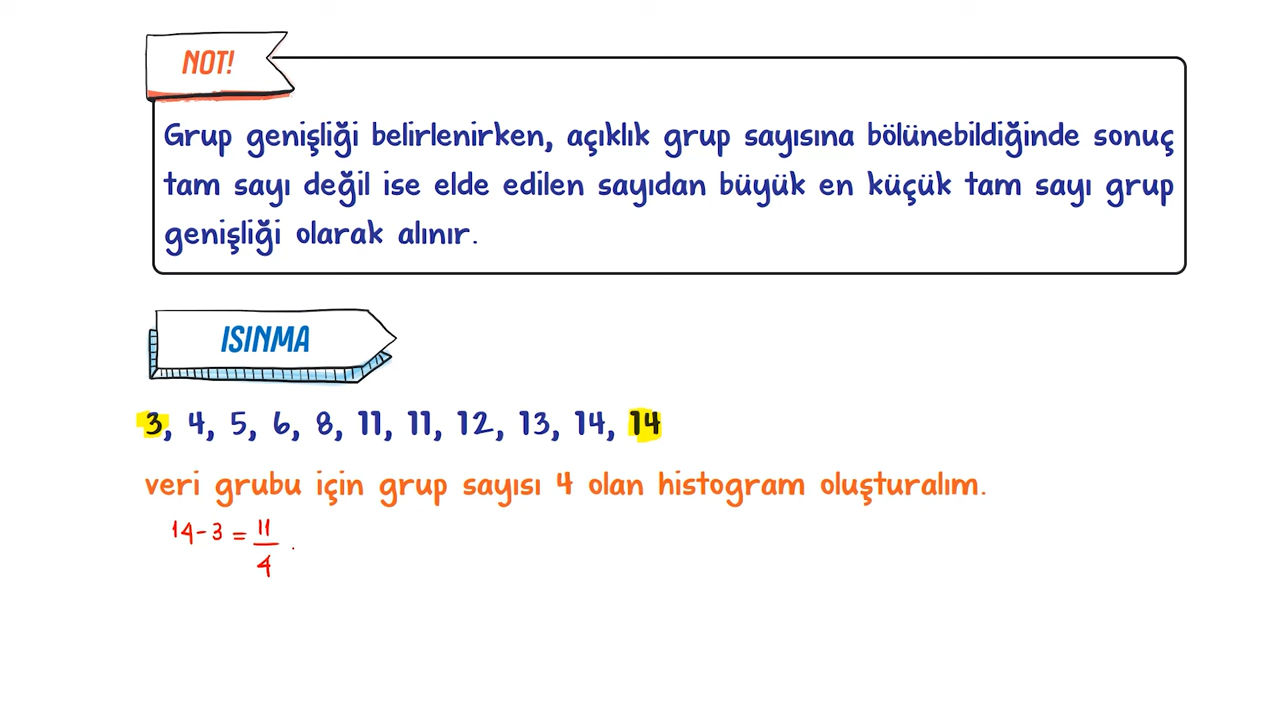 NOT!
Grup genişliği belirlenirken, açıklık grup sayısına bölünebildiğinde sonuç
tam sayı değil ise elde edilen sayıdan büyük en küçük tam sayı grup
genişliği olarak alınır.
ISINMA
3, 4, 5, 6, 8, 11, 11, 12, 13, 14, 14
veri grubu için grup sayısı 4 olan histogram oluşturalım.
14-3 = 11
4